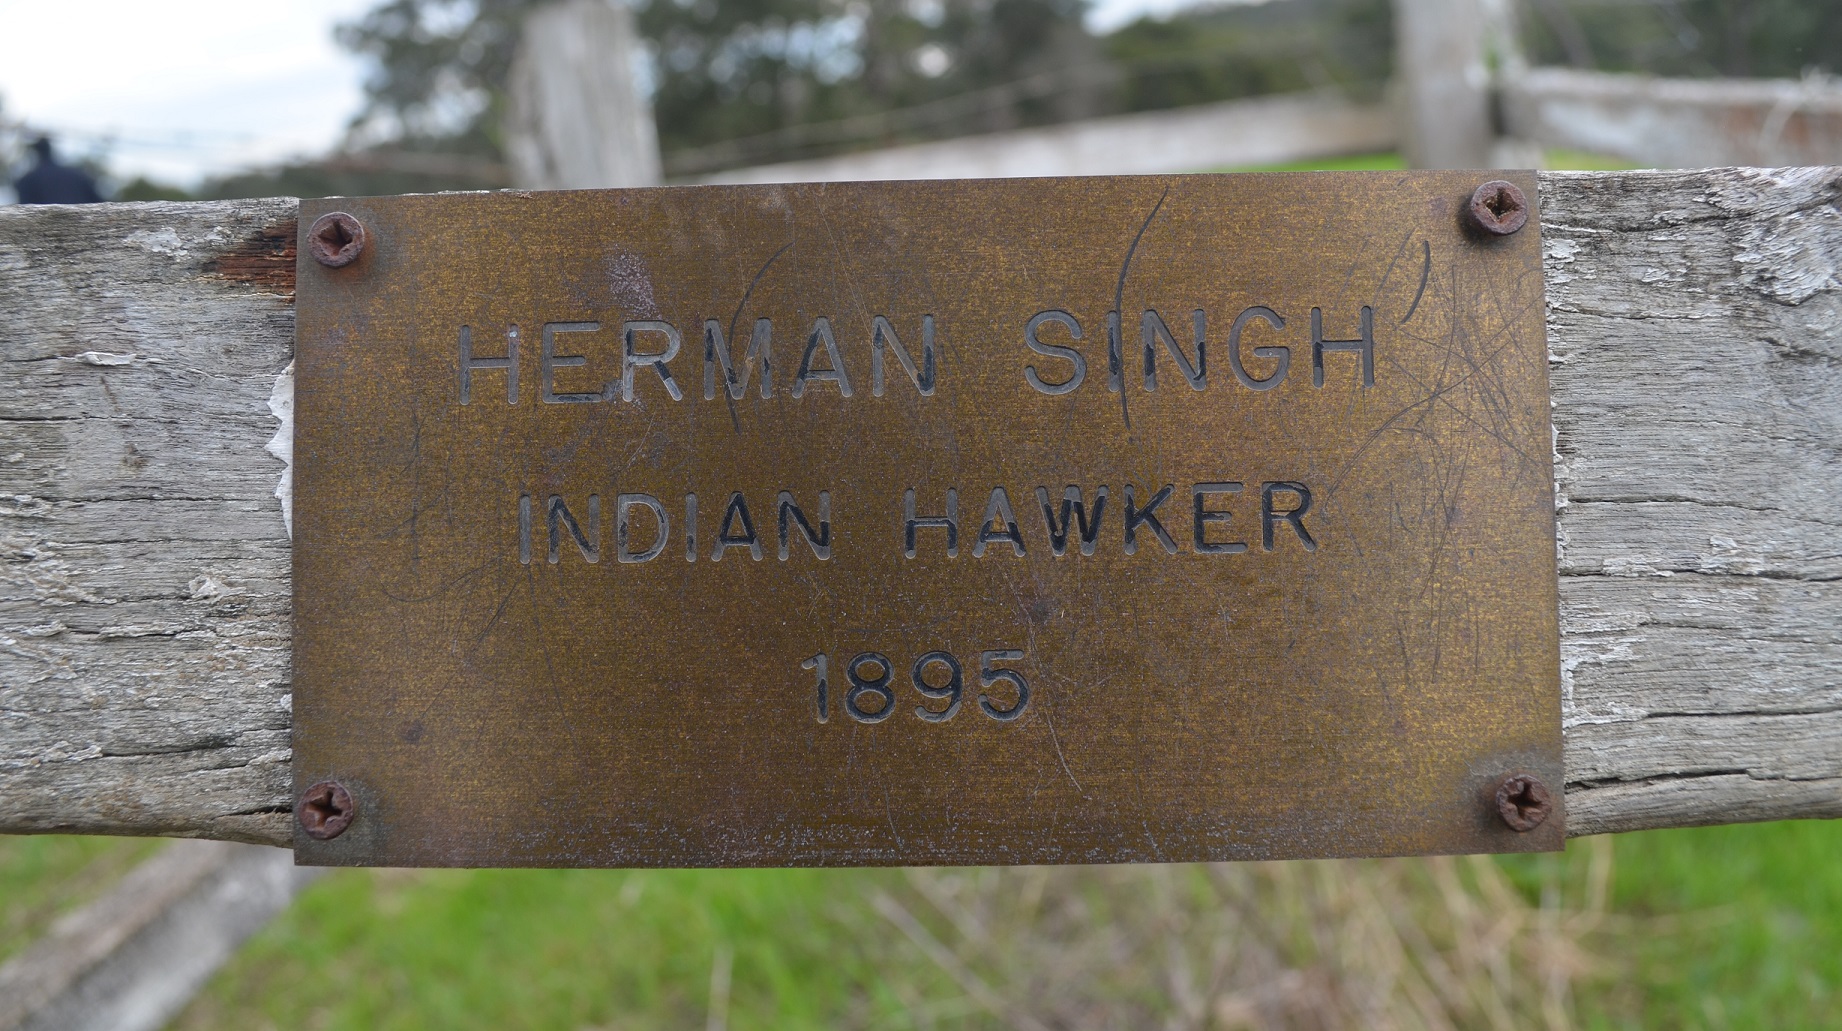 HERMAN SINGH
INDIAN HAWKER
1895